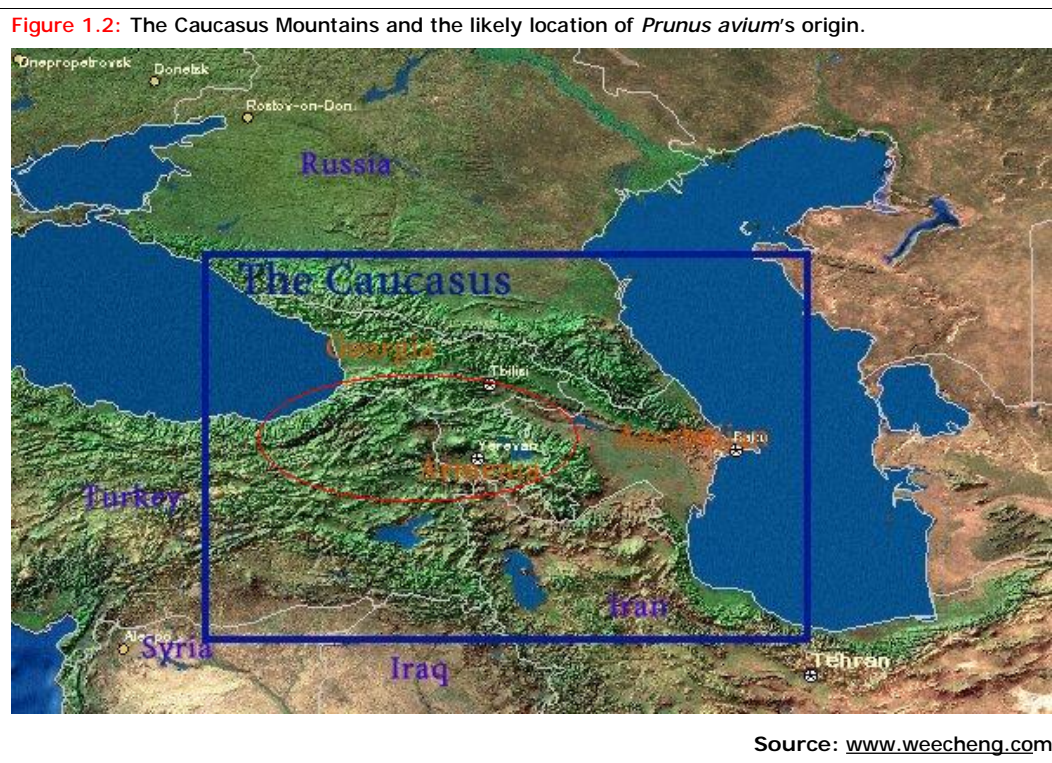 Figure 1.2: The Caucasus Mountains and the likely location of Prunus avium's origin.
Dnepropetrovsk
Donetsk
Rostov-on-Don
Russia
The Caucasus
Georgia
Tbilisi
Azerbaijan
Baku
Yerevan
Armenia
Turkey
Iran
Aleppo
Syria
Iraq
Tehran
Source: www.weecheng.com